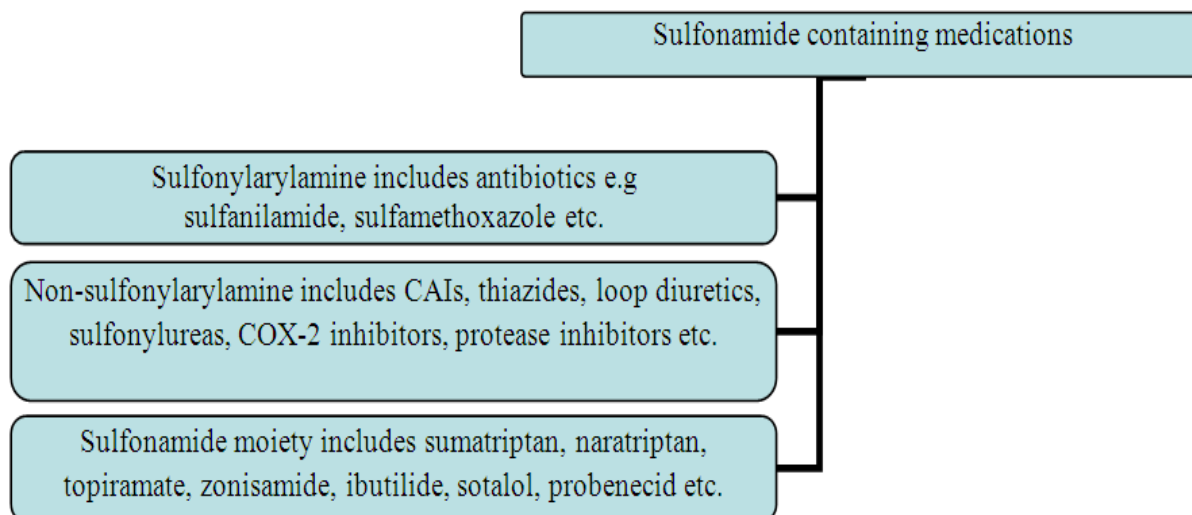 Sulfonamide containing medications
Sulfonylarylamine includes antibiotics e.g
sulfanilamide, sulfamethoxazole etc.
Non-sulfonylarylamine includes CAIs, thiazides, loop diuretics,
sulfonylureas, COX-2 inhibitors, protease inhibitors etc.
Sulfonamide moiety includes sumatriptan, naratriptan,
topiramate, zonisamide, ibutilide, sotalol, probenecid etc.